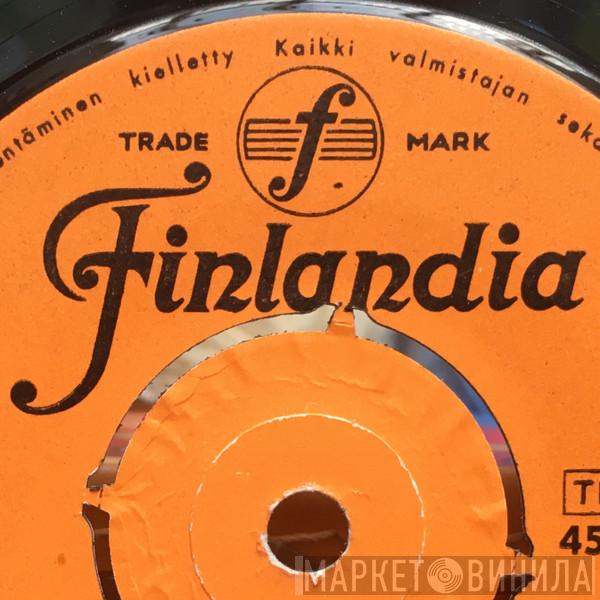 kielletty Kaikki valmistajan
TRADE f MARK
Finlandia
45
МАРКЕТ ВИНИЛА